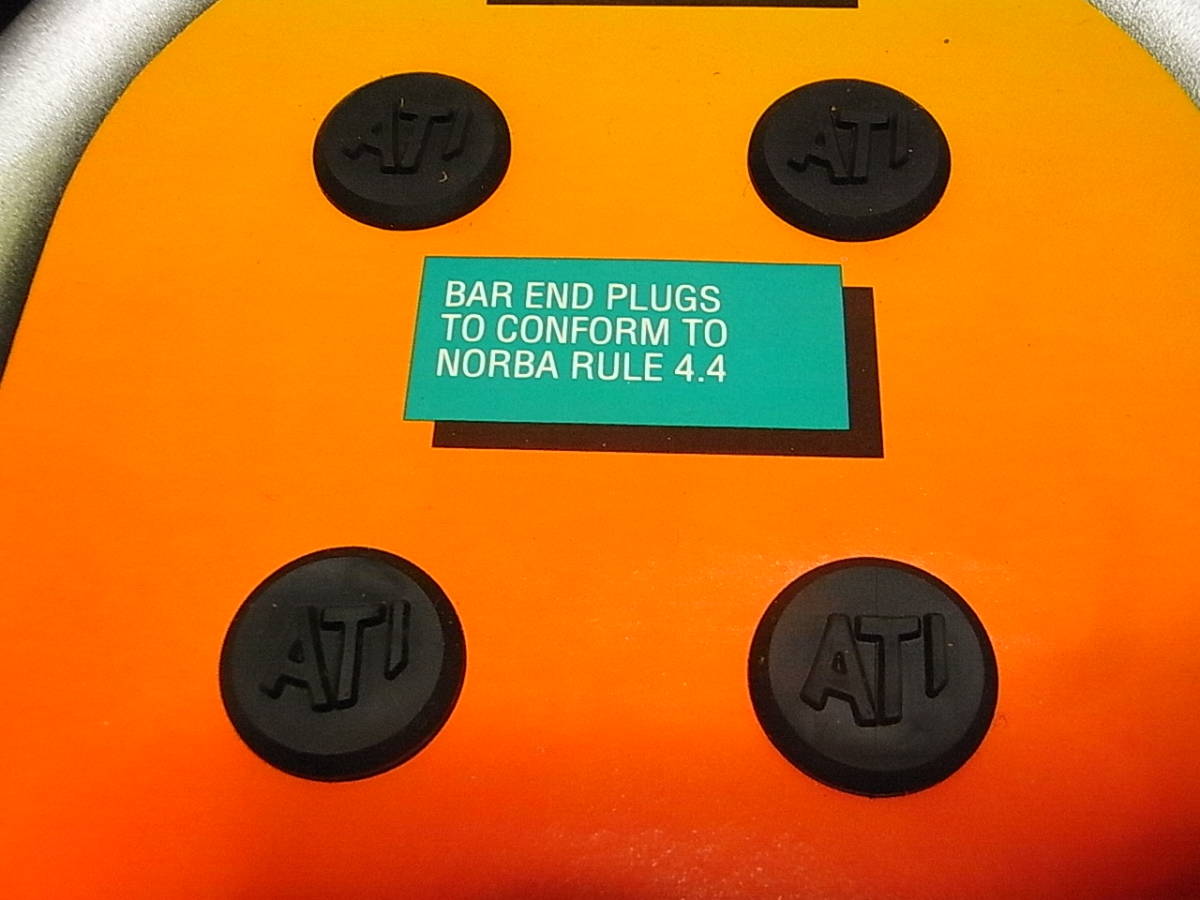 ATI
ATI
BAR END PLUGS
TO CONFORM TO
NORBA RULE 4.4
ATI
ATI